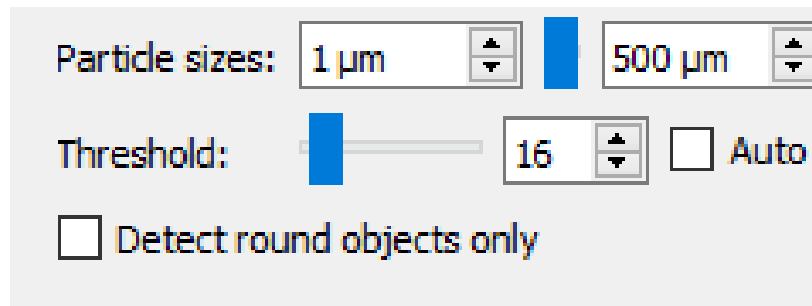 Particle sizes: 1 µm 500 µm
Threshold: 16 Auto
Detect round objects only